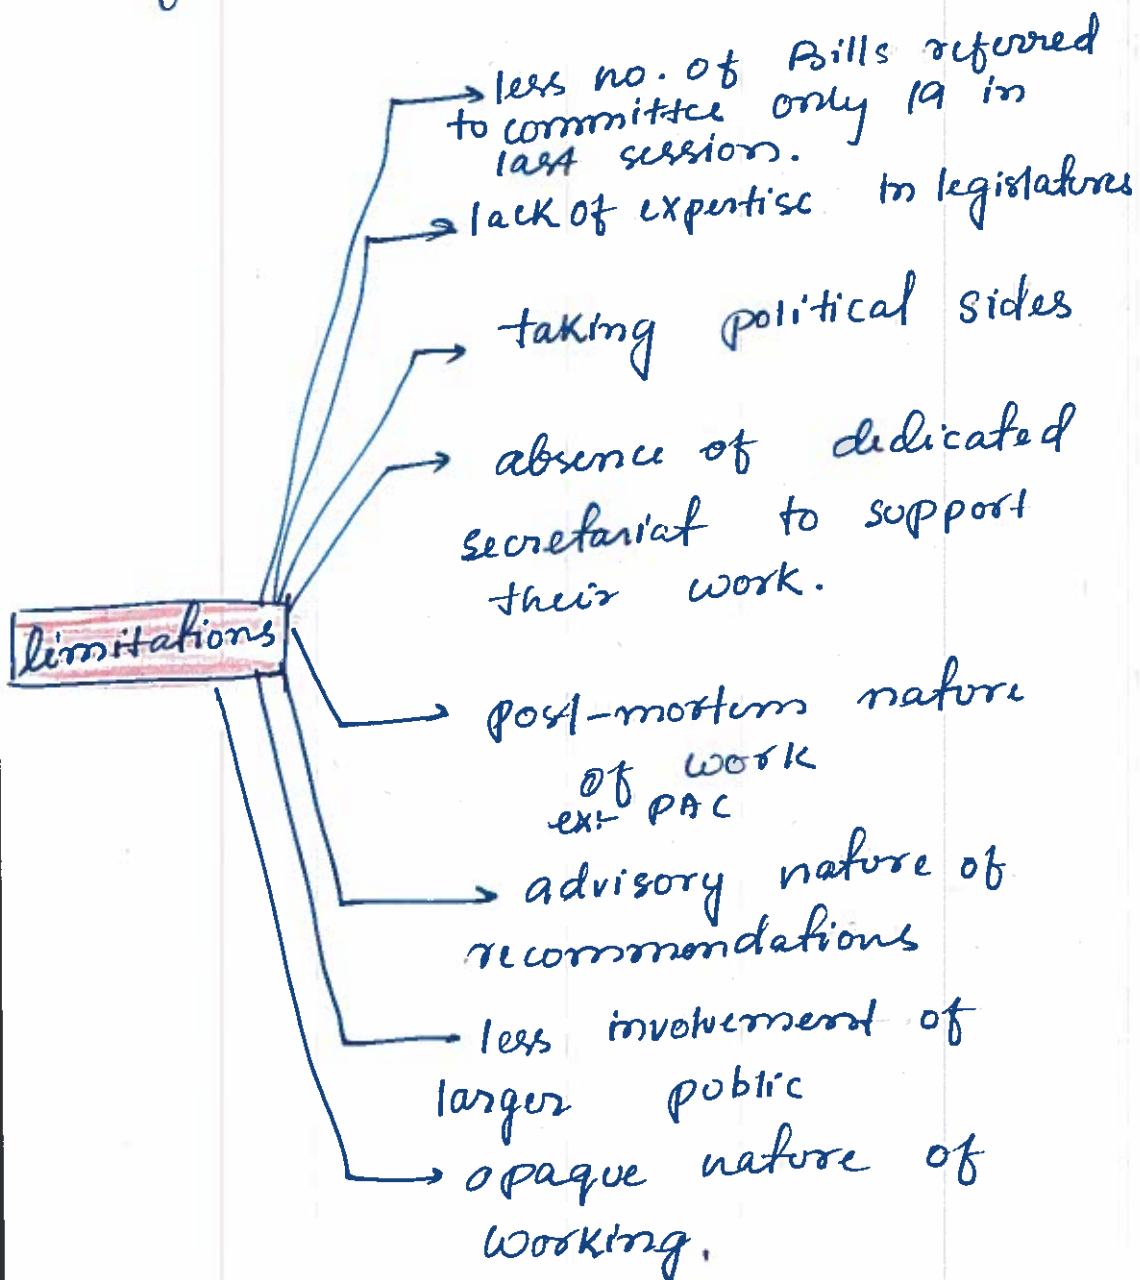 less no. of Bills referred
to committee only 19 in
last session.
lack of expertise in legislatures
taking political sides
absence of dedicated
secretariat to support
their work.
limitations
post-mortem nature
of work
ex:- PAC
advisory nature of
recommendations
less involvement of
larger public
opaque nature of
working.